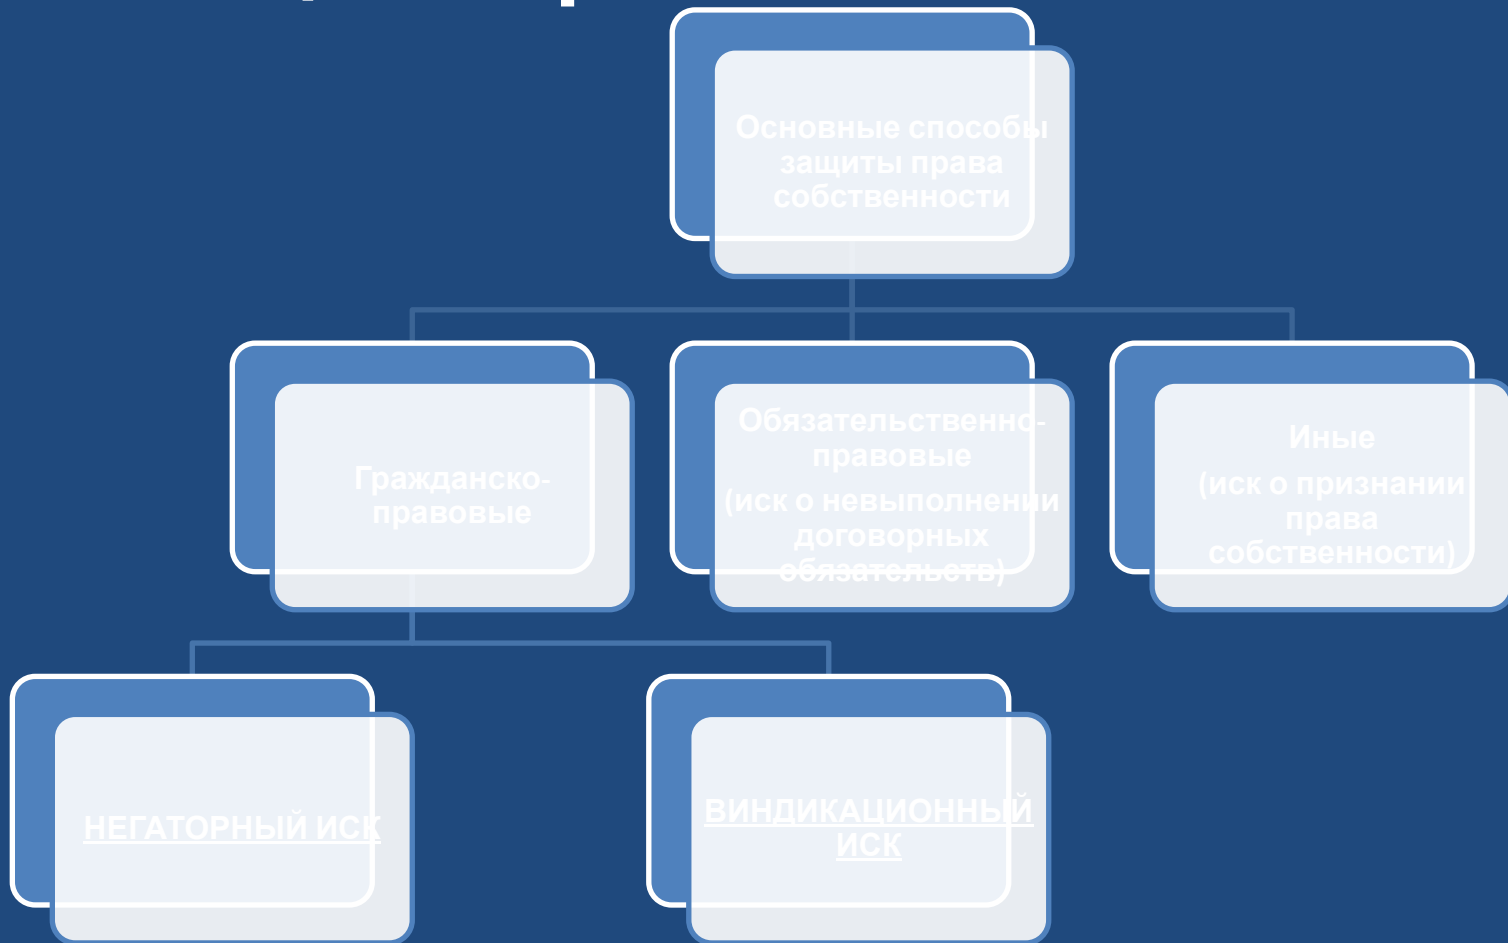 Основные способы
защиты права
собственности
Гражданско-
правовые
Обязательственно-
правовые
(иск о невыполнении
договорных
обязательств)
Иные
(иск о признании
права
собственности)
НЕГАТОРНЫЙ ИСК
ВИНДИКАЦИОННЫЙ
ИСК